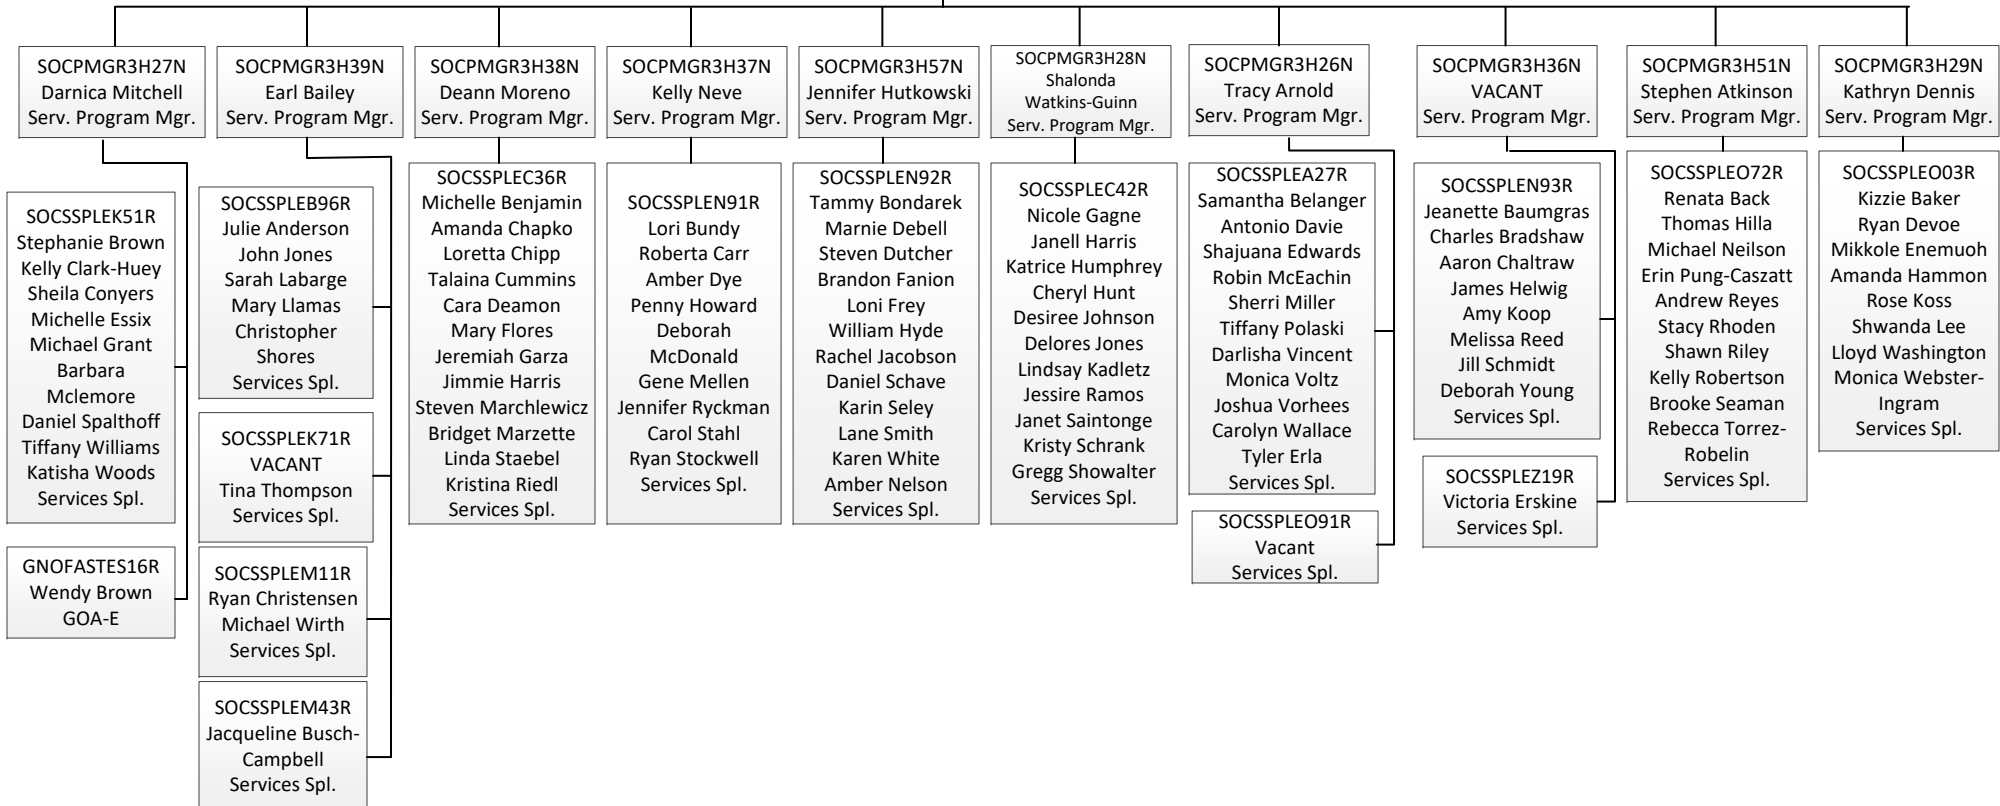 SOCPMGR3H27N
Darnica Mitchell
Serv. Program Mgr.
SOCPMGR3H39N
Earl Bailey
Serv. Program Mgr.
SOCPMGR3H38N
Deann Moreno
Serv. Program Mgr.
SOCPMGR3H37N
Kelly Neve
Serv. Program Mgr.
SOCPMGR3H57N
Jennifer Hutkowski
Serv. Program Mgr.
SOCPMGR3H28N
Shalonda
Watkins-Guinn
Serv. Program Mgr.
SOCPMGR3H26N
Tracy Arnold
Serv. Program Mgr.
SOCPMGR3H36N
VACANT
Serv. Program Mgr.
SOCPMGR3H51N
Stephen Atkinson
Serv. Program Mgr.
SOCPMGR3H29N
Kathryn Dennis
Serv. Program Mgr.
SOCSSPLEK51R
Stephanie Brown
Kelly Clark-Huey
Sheila Conyers
Michelle Essix
Michael Grant
Barbara
Mclemore
Daniel Spalthoff
Tiffany Williams
Katisha Woods
Services Spl.
GNOFASTES16R
Wendy Brown
GOA-E
SOCSSPLEB96R
Julie Anderson
John Jones
Sarah Labarge
Mary Llamas
Christopher
Shores
Services Spl.
SOCSSPLEK71R
VACANT
Tina Thompson
Services Spl.
SOCSSPLEM11R
Ryan Christensen
Michael Wirth
Services Spl.
SOCSSPLEM43R
Jacqueline Busch-
Campbell
Services Spl.
SOCSSPLEC36R
Michelle Benjamin
Amanda Chapko
Loretta Chipp
Talaina Cummins
Cara Deamon
Mary Flores
Jeremiah Garza
Jimmie Harris
Steven Marchlewicz
Bridget Marzette
Linda Staebel
Kristina Riedl
Services Spl.
SOCSSPLEN91R
Lori Bundy
Roberta Carr
Amber Dye
Penny Howard
Deborah
McDonald
Gene Mellen
Jennifer Ryckman
Carol Stahl
Ryan Stockwell
Services Spl.
SOCSSPLEN92R
Tammy Bondarek
Marnie Debell
Steven Dutcher
Brandon Fanion
Loni Frey
William Hyde
Rachel Jacobson
Daniel Schave
Karin Seley
Lane Smith
Karen White
Amber Nelson
Services Spl.
SOCSSPLEC42R
Nicole Gagne
Janell Harris
Katrice Humphrey
Cheryl Hunt
Desiree Johnson
Delores Jones
Lindsay Kadletz
Jessire Ramos
Janet Saintonge
Kristy Schrank
Gregg Showalter
Services Spl.
SOCSSPLEA27R
Samantha Belanger
Antonio Davie
Shajuana Edwards
Robin McEachin
Sherri Miller
Tiffany Polaski
Darlisha Vincent
Monica Voltz
Joshua Vorhees
Carolyn Wallace
Tyler Erla
Services Spl.
SOCSSPLEO91R
Vacant
Services Spl.
SOCSSPLEN93R
Jeanette Baumgras
Charles Bradshaw
Aaron Chaltraw
James Helwig
Amy Koop
Melissa Reed
Jill Schmidt
Deborah Young
Services Spl.
SOCSSPLEZ19R
Victoria Erskine
Services Spl.
SOCSSPLEO72R
Renata Back
Thomas Hilla
Michael Neilson
Erin Pung-Caszatt
Andrew Reyes
Stacy Rhoden
Shawn Riley
Kelly Robertson
Brooke Seaman
Rebecca Torrez-
Robelin
Services Spl.
SOCSSPLEO03R
Kizzie Baker
Ryan Devoe
Mikkole Enemuoh
Amanda Hammon
Rose Koss
Shwanda Lee
Lloyd Washington
Monica Webster-
Ingram
Services Spl.